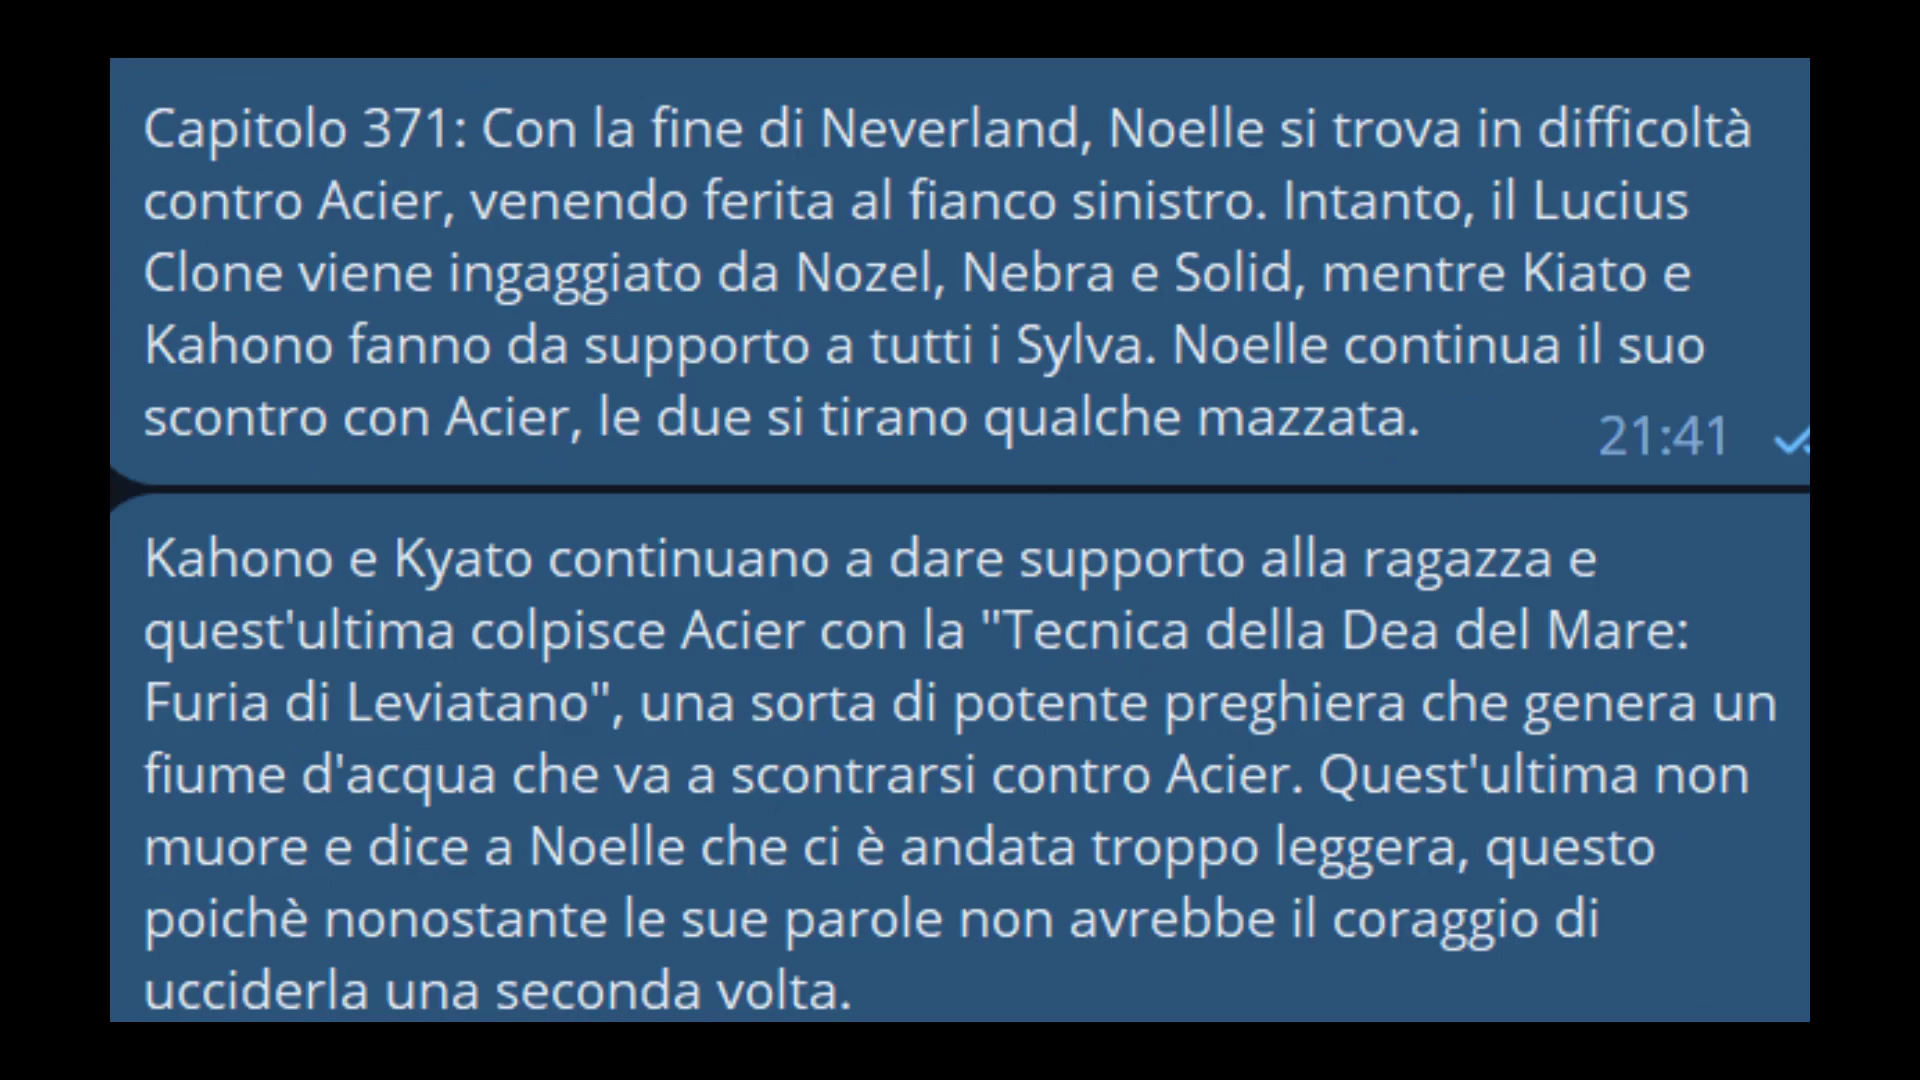 Capitolo 371: Con la fine di Neverland, Noelle si trova in difficoltà
contro Acier, venendo ferita al fianco sinistro. Intanto, il Lucius
Clone viene ingaggiato da Nozel, Nebra e Solid, mentre Kiato e
Kahono fanno da supporto a tutti i Sylva. Noelle continua il suo
scontro con Acier, le due si tirano qualche mazzata.
21:41
Kahono e Kyato continuano a dare supporto alla ragazza e
quest'ultima colpisce Acier con la "Tecnica della Dea del Mare:
Furia di Leviatano", una sorta di potente preghiera che genera un
fiume d'acqua che va a scontrarsi contro Acier. Quest'ultima non
muore e dice a Noelle che ci è andata troppo leggera, questo
poichè nonostante le sue parole non avrebbe il coraggio di
ucciderla una seconda volta.